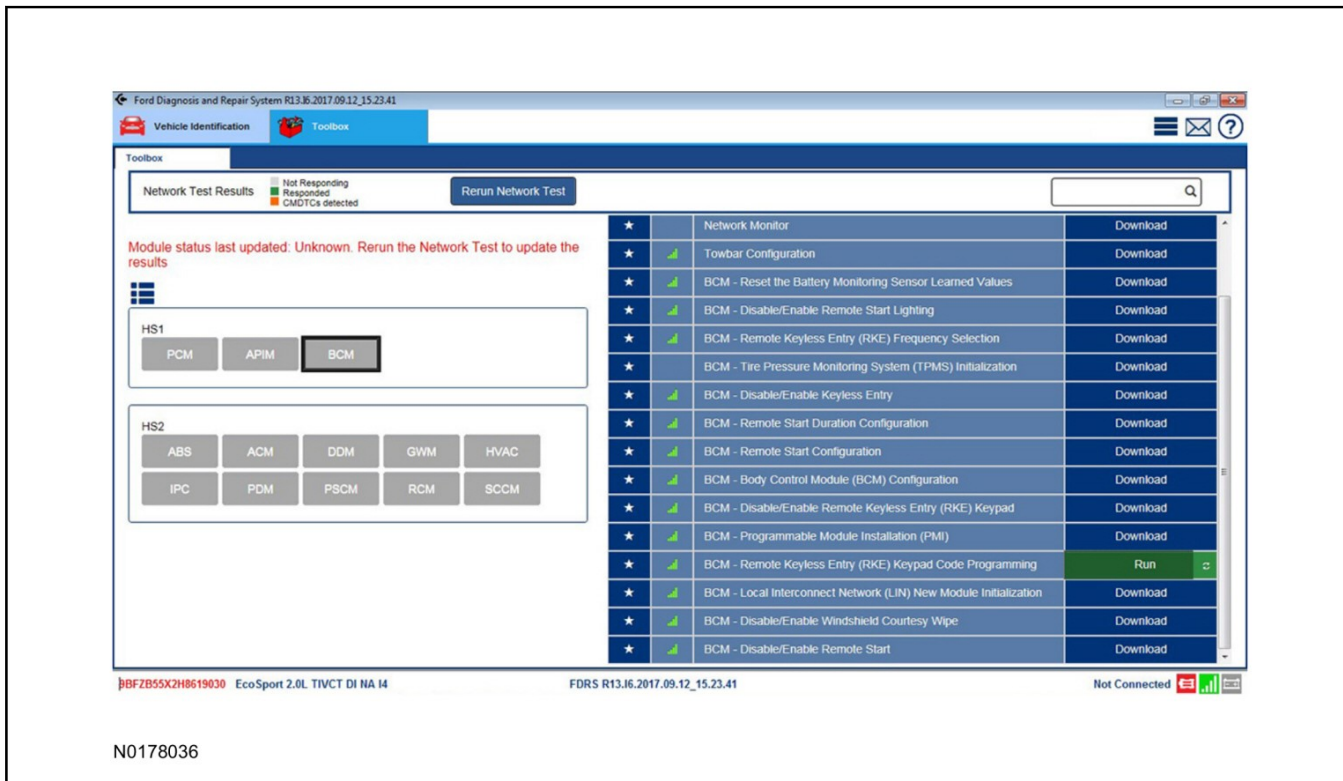 Ford Diagnosis and Repair System R13.I6.2017.09.12_15.23.41
Vehicle Identification
Toolbox
Toolbox
Network Test Results
Not Responding
Responded
CMDTCs detected
Rerun Network Test
Module status last updated: Unknown. Rerun the Network Test to update the
results
HS1
PCM APIM BCM
HS2
ABS ACM DDM GWM HVAC
IPC PDM PSCM RCM SCCM
Network Monitor Download
Towbar Configuration Download
BCM - Reset the Battery Monitoring Sensor Learned Values Download
BCM - Disable/Enable Remote Start Lighting Download
BCM - Remote Keyless Entry (RKE) Frequency Selection Download
BCM - Tire Pressure Monitoring System (TPMS) Initialization Download
BCM - Disable/Enable Keyless Entry Download
BCM - Remote Start Duration Configuration Download
BCM - Remote Start Configuration Download
BCM - Body Control Module (BCM) Configuration Download
BCM - Disable/Enable Remote Keyless Entry (RKE) Keypad Download
BCM - Programmable Module Installation (PMI) Download
BCM - Remote Keyless Entry (RKE) Keypad Code Programming Run
BCM - Local Interconnect Network (LIN) New Module Initialization Download
BCM - Disable/Enable Windshield Courtesy Wipe Download
BCM - Disable/Enable Remote Start Download
9BFZB55X2H8619030 EcoSport 2.0L TIVCT DI NA I4 FDRS R13.I6.2017.09.12_15.23.41 Not Connected
N0178036